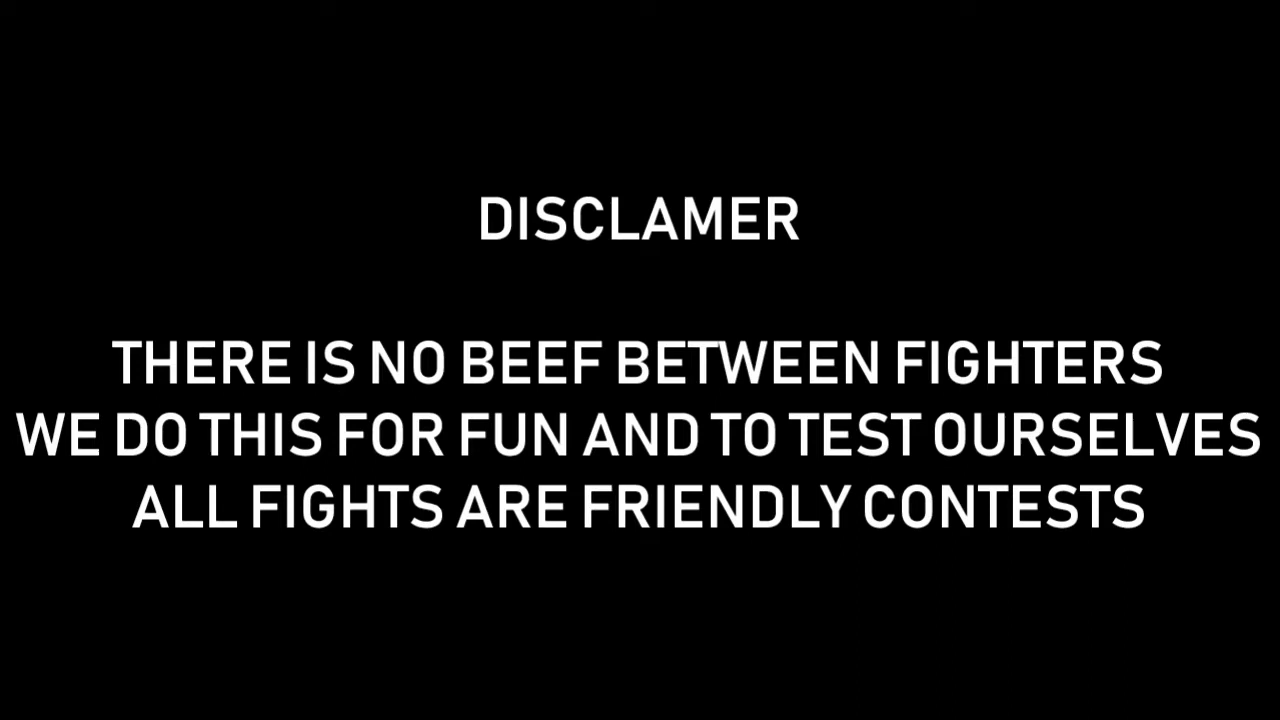 DISCLAMER
THERE IS NO BEEF BETWEEN FIGHTERS
WE DO THIS FOR FUN AND TO TEST OURSELVES
ALL FIGHTS ARE FRIENDLY CONTESTS